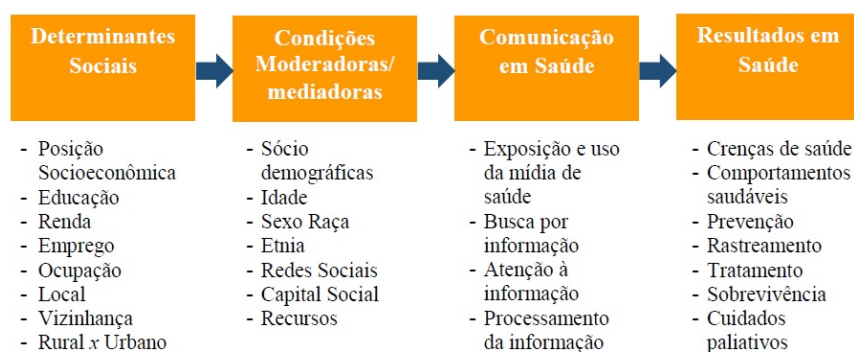 Determinantes
Sociais
- Posição
Socioeconômica
- Educação
- Renda
- Emprego
- Ocupação
- Local
- Vizinhança
- Rural x Urbano
Condições
Moderadoras/
mediadoras
- Sócio
demográficas
- Idade
- Sexo Raça
- Etnia
- Redes Sociais
- Capital Social
- Recursos
Comunicação
em Saúde
- Exposição e uso
da mídia de
saúde
- Busca por
informação
- Atenção à
informação
- Processamento
da informação
Resultados em
Saúde
- Crenças de saúde
- Comportamentos
saudáveis
- Prevenção
- Rastreamento
- Tratamento
- Sobrevivência
- Cuidados
paliativos